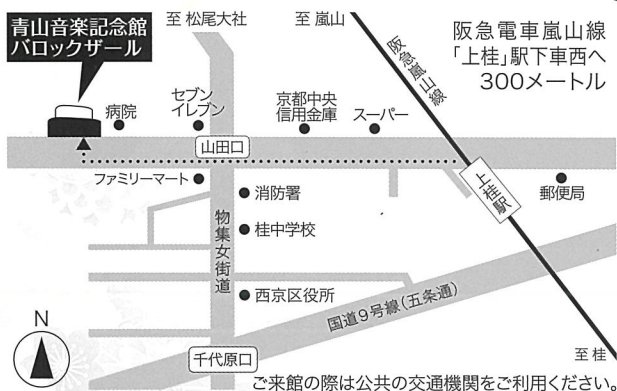 青山音楽記念館
バロックザール
至 松尾大社
至 嵐山
阪急嵐山線
阪急電車嵐山線
「上桂」駅下車西へ
300メートル
病院
セブン
イレブン
京都中央
信用金庫
スーパー
山田口
ファミリーマート
消防署
物集女街道
桂中学校
上桂駅
郵便局
西京区役所
国道9号線(五条通)
N
千代原口
至 桂
ご来館の際は公共の交通機関をご利用ください。